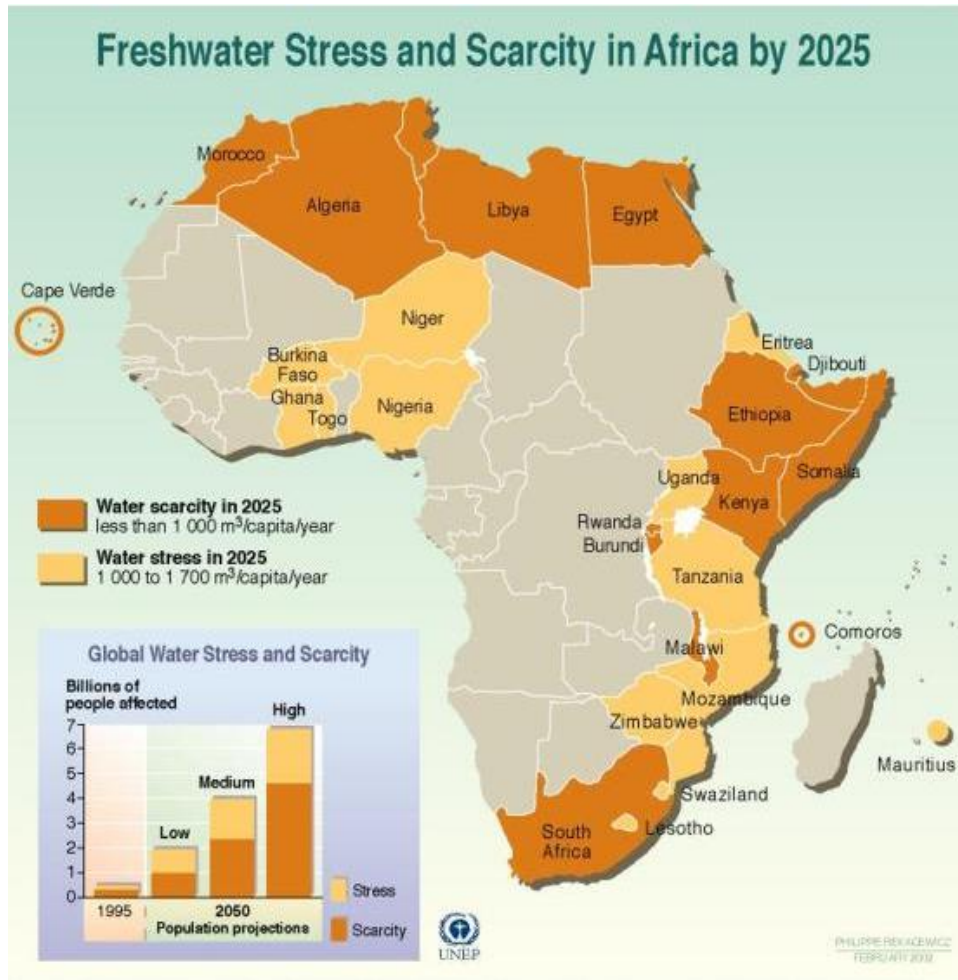 Freshwater Stress and Scarcity in Africa by 2025
Morocco
Algeria
Libya
Egypt
Cape Verde
Niger
Burkina
Faso
Eritrea
Djibouti
Ghana
Togo
Nigeria
Ethiopia
Somalia
Uganda
Kenya
Rwanda
Burundi
Tanzania
Comoros
Malawi
Mozambique
Zimbabwe
Mauritius
Swaziland
Lesotho
South
Africa
Water scarcity in 2025
less than 1 000 m³/capita/year
Water stress in 2025
1 000 to 1 700 m³/capita/year
Global Water Stress and Scarcity
Billions of
people affected
High
Medium
Low
7
6
5
4
3
2
1
0
1995
2050
Population projections
Stress
Scarcity
UNEP
PHILIPPE REKACEWICZ
FEBRUARY 2002